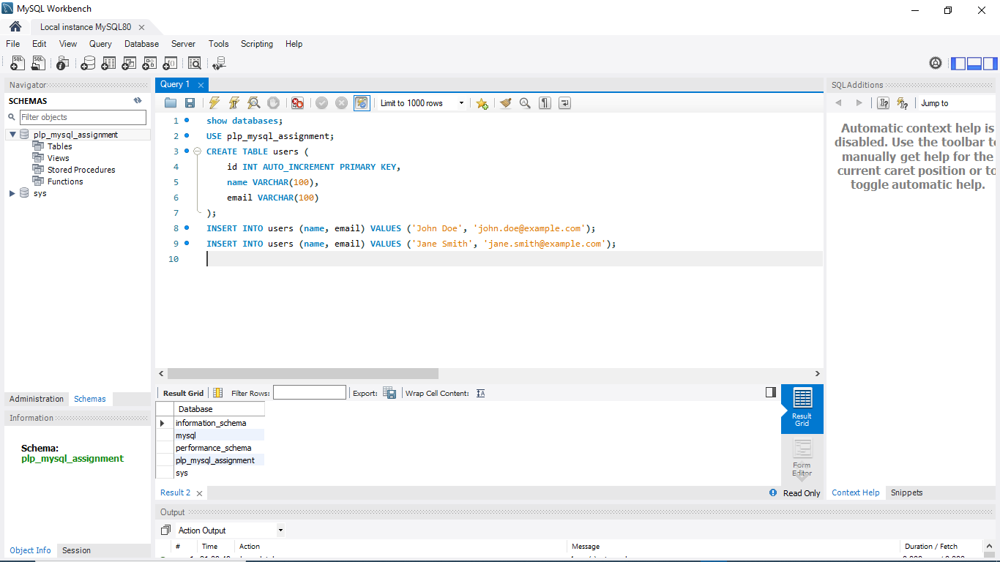 MySQL Workbench
Local instance MySQL80
File Edit View Query Database Server Tools Scripting Help
Navigator
SCHEMAS
Filter objects
plp_mysql_assignment
Tables
Views
Stored Procedures
Functions
sys
Administration Schemas
Information
Schema:
plp_mysql_assignment
Object Info Session
Query 1
Limit to 1000 rows
1 show databases;
2 USE plp_mysql_assignment;
3 CREATE TABLE users (
4 id INT AUTO_INCREMENT PRIMARY KEY,
5 name VARCHAR(100),
6 email VARCHAR(100)
7 );
8 INSERT INTO users (name, email) VALUES ('John Doe', 'john.doe@example.com');
9 INSERT INTO users (name, email) VALUES ('Jane Smith', 'jane.smith@example.com');
10
Result Grid Filter Rows: Export: Wrap Cell Content:
Database
information_schema
mysql
performance_schema
plp_mysql_assignment
sys
Result Grid
Form Editor
Result 2 Read Only
Output
Action Output
# Time Action Message Duration / Fetch
SQLAdditions
Jump to
Automatic context help is
disabled. Use the toolbar to
manually get help for the
current caret position or to
toggle automatic help.
Context Help Snippets